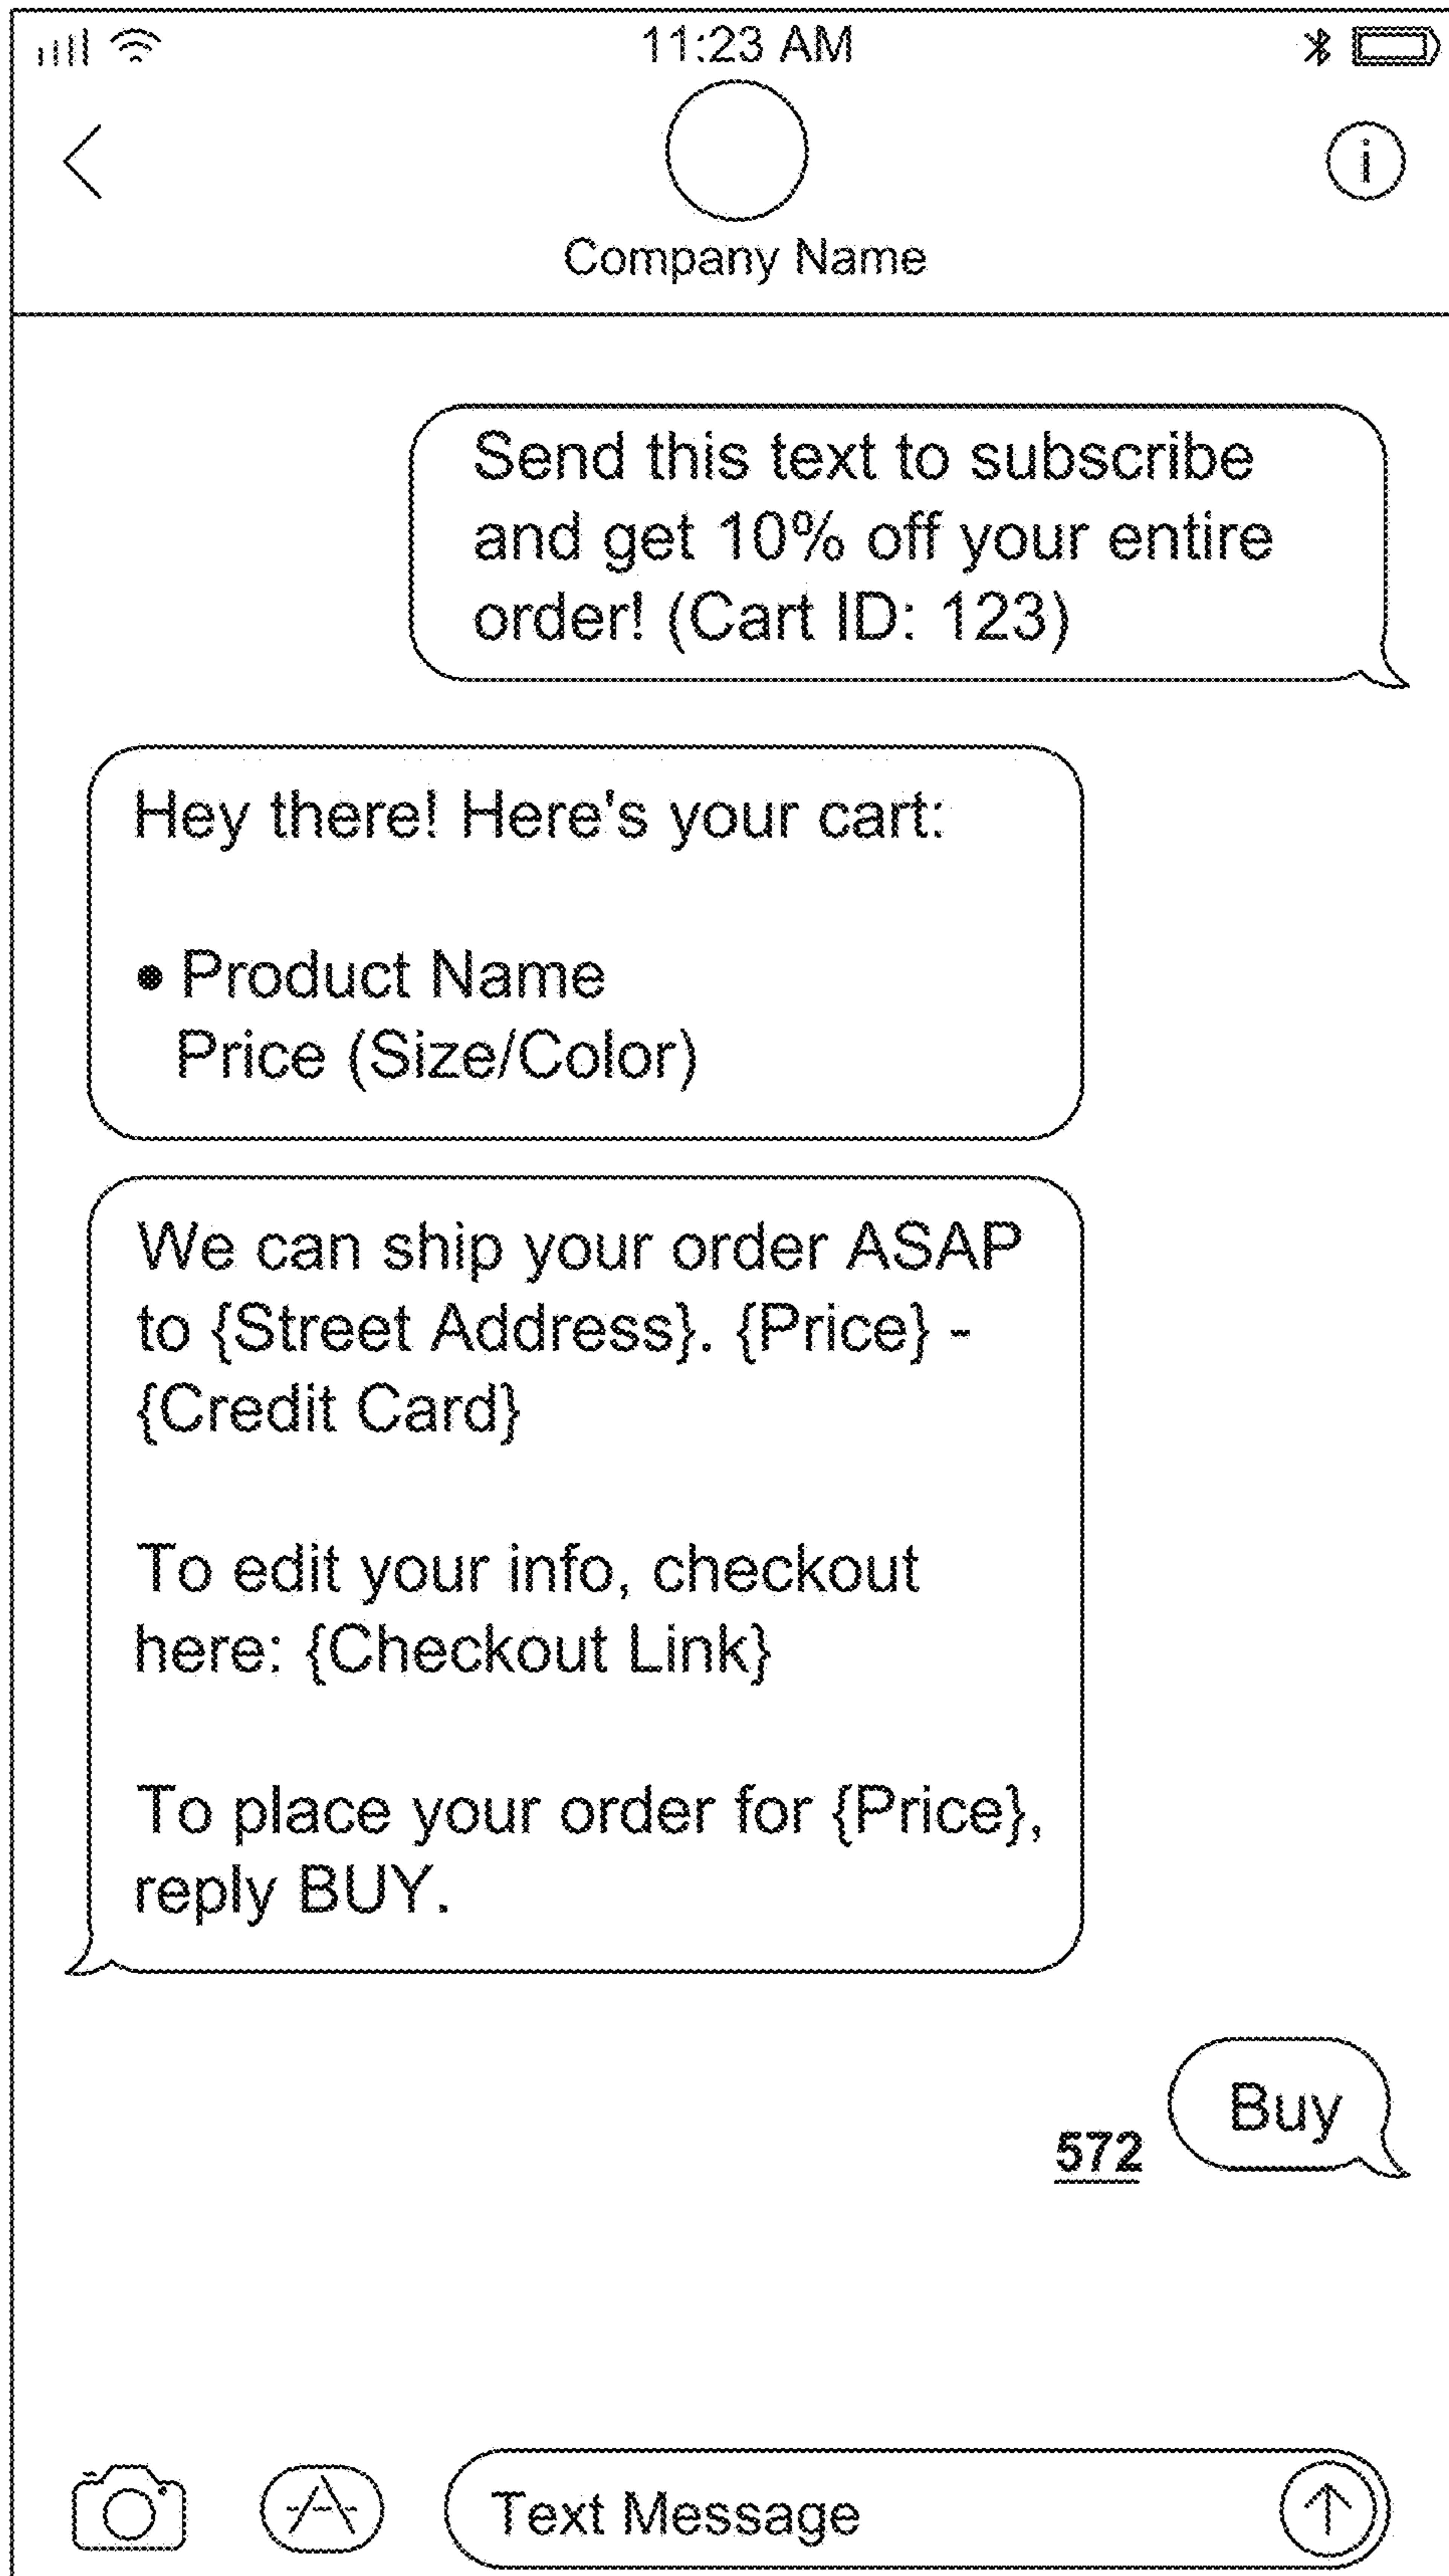 11:23 AM
i
Company Name
Send this text to subscribe
and get 10% off your entire
order! (Cart ID: 123)
Hey there! Here's your cart:
• Product Name
Price (Size/Color)
We can ship your order ASAP
to {Street Address}. {Price} -
{Credit Card}
To edit your info, checkout
here: {Checkout Link}
To place your order for {Price},
reply BUY.
Buy
572
Text Message